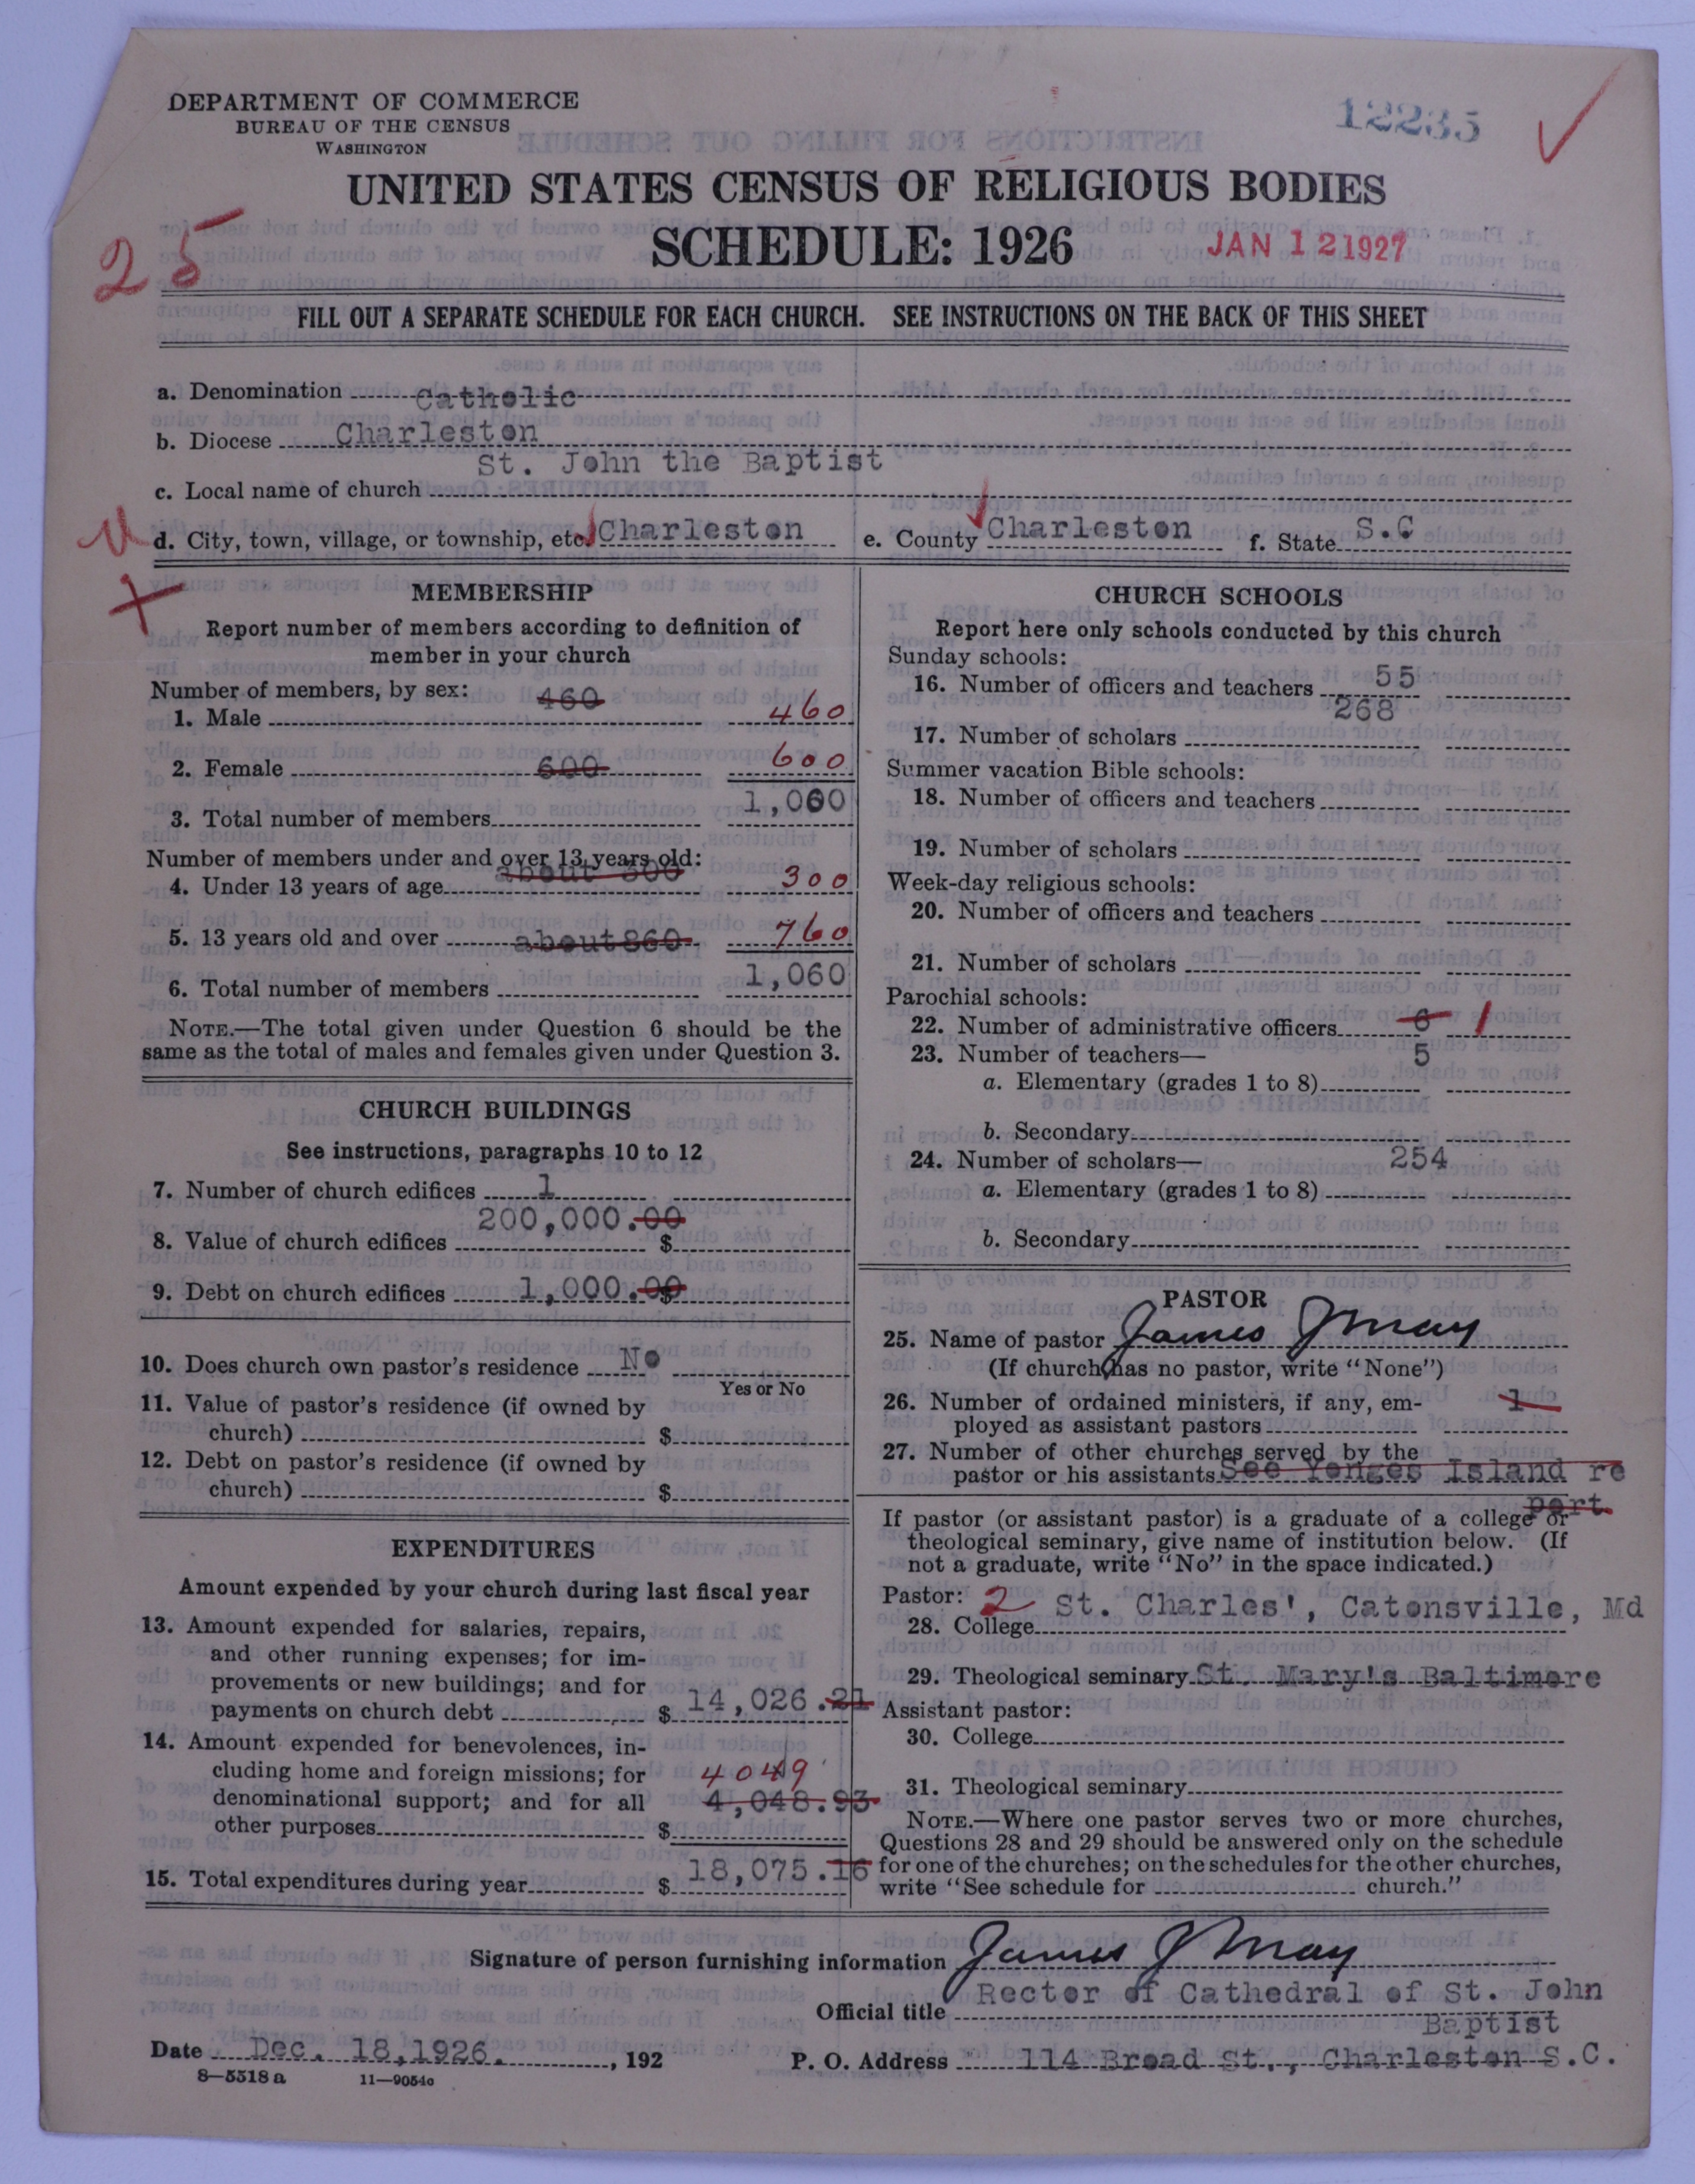 DEPARTMENT OF COMMERCE
BUREAU OF THE CENSUS
WASHINGTON
12235
UNITED STATES CENSUS OF RELIGIOUS BODIES
25
SCHEDULE: 1926
JAN 12 1927
FILL OUT A SEPARATE SCHEDULE FOR EACH CHURCH. SEE INSTRUCTIONS ON THE BACK OF THIS SHEET
a. Denomination Catholic
b. Diocese Charleston
St. John the Baptist
c. Local name of church
d. City, town, village, or township, etc. Charleston e. County Charleston f. State S.C
MEMBERSHIP
Report number of members according to definition of
member in your church
Number of members, by sex:
1. Male 460 460
2. Female 600 600
3. Total number of members 1,060
Number of members under and over 13 years old:
4. Under 13 years of age about 300 300
5. 13 years old and over about 860 760
6. Total number of members 1,060
NOTE.—The total given under Question 6 should be the
same as the total of males and females given under Question 3.
CHURCH BUILDINGS
See instructions, paragraphs 10 to 12
7. Number of church edifices 1
8. Value of church edifices $ 200,000.00
9. Debt on church edifices $ 1,000.00
10. Does church own pastor's residence No
Yes or No
11. Value of pastor's residence (if owned by
church) $
12. Debt on pastor's residence (if owned by
church) $
EXPENDITURES
Amount expended by your church during last fiscal year
13. Amount expended for salaries, repairs,
and other running expenses; for im-
provements or new buildings; and for
payments on church debt $ 14,026.21
14. Amount expended for benevolences, in-
cluding home and foreign missions; for 4049
denominational support; and for all 4,048.93
other purposes $
15. Total expenditures during year $ 18,075.16
CHURCH SCHOOLS
Report here only schools conducted by this church
Sunday schools:
16. Number of officers and teachers 55
17. Number of scholars 268
Summer vacation Bible schools:
18. Number of officers and teachers
19. Number of scholars
Week-day religious schools:
20. Number of officers and teachers
21. Number of scholars
Parochial schools:
22. Number of administrative officers 6 1
23. Number of teachers— 5
a. Elementary (grades 1 to 8)
b. Secondary
24. Number of scholars— 254
a. Elementary (grades 1 to 8)
b. Secondary
PASTOR
25. Name of pastor James J May
(If church has no pastor, write "None")
26. Number of ordained ministers, if any, em- 1
ployed as assistant pastors
27. Number of other churches served by the
pastor or his assistants See Yonges Island re
port.
If pastor (or assistant pastor) is a graduate of a college or
theological seminary, give name of institution below. (If
not a graduate, write "No" in the space indicated.)
Pastor: 2 St. Charles', Catonsville, Md
28. College
29. Theological seminary St. Mary's Baltimore
Assistant pastor:
30. College
31. Theological seminary
NOTE.—Where one pastor serves two or more churches,
Questions 28 and 29 should be answered only on the schedule
for one of the churches; on the schedules for the other churches,
write "See schedule for church."
Signature of person furnishing information James J May
Official title Rector of Cathedral of St. John
Baptist
Date Dec. 18, 1926. , 192 P. O. Address 114 Broad St., Charleston S.C.
8—5518 a 11—9054a